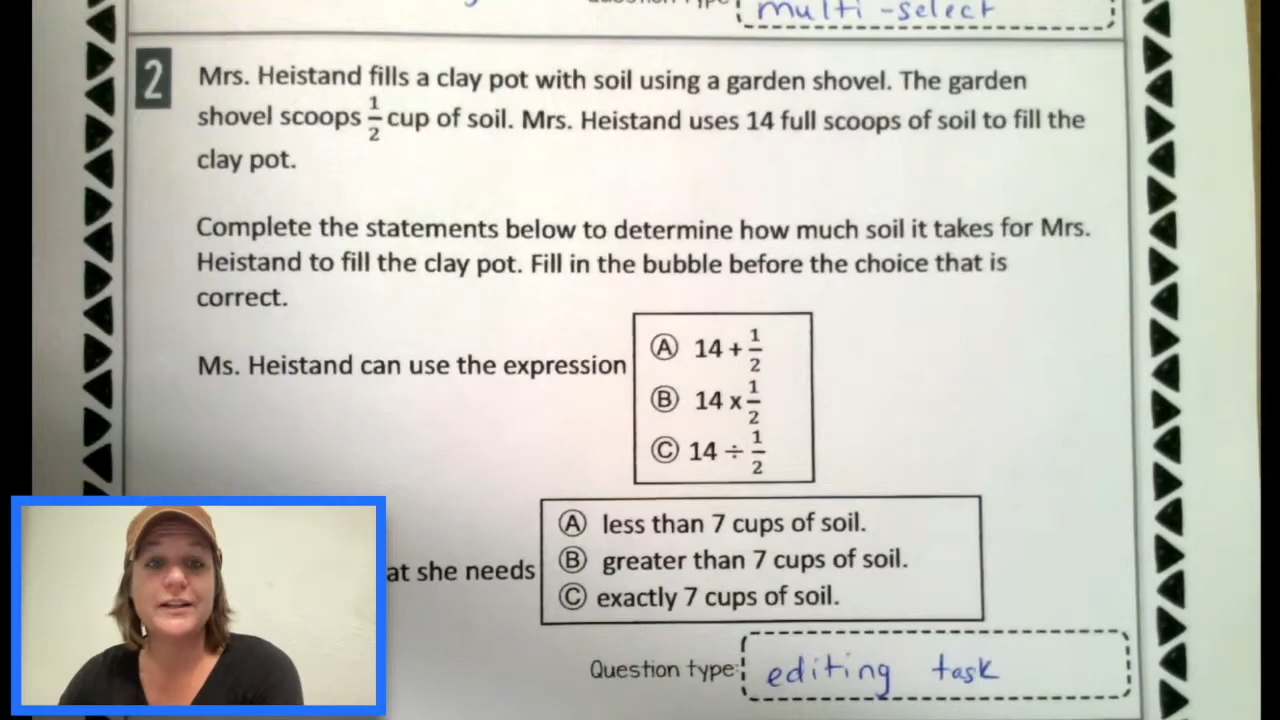 multi-select
2 Mrs. Heistand fills a clay pot with soil using a garden shovel. The garden
shovel scoops 1/2 cup of soil. Mrs. Heistand uses 14 full scoops of soil to fill the
clay pot.
Complete the statements below to determine how much soil it takes for Mrs.
Heistand to fill the clay pot. Fill in the bubble before the choice that is
correct.
Ms. Heistand can use the expression
Ⓐ 14 + 1/2
Ⓑ 14 x 1/2
Ⓒ 14 ÷ 1/2
at she needs
Ⓐ less than 7 cups of soil.
Ⓑ greater than 7 cups of soil.
Ⓒ exactly 7 cups of soil.
Question type: editing task